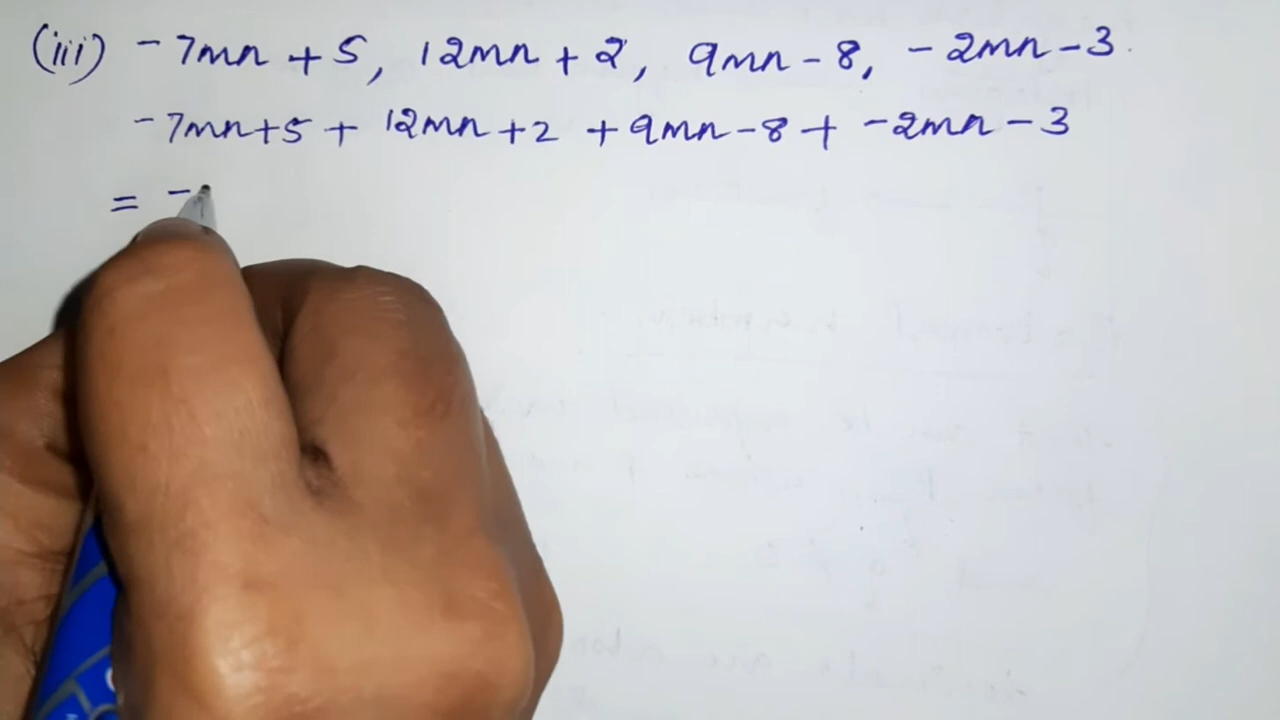 (iii) -7mn + 5, 12mn + 2, 9mn - 8, -2mn - 3.
-7mn+5 + 12mn+2 + 9mn-8 + -2mn - 3
= -